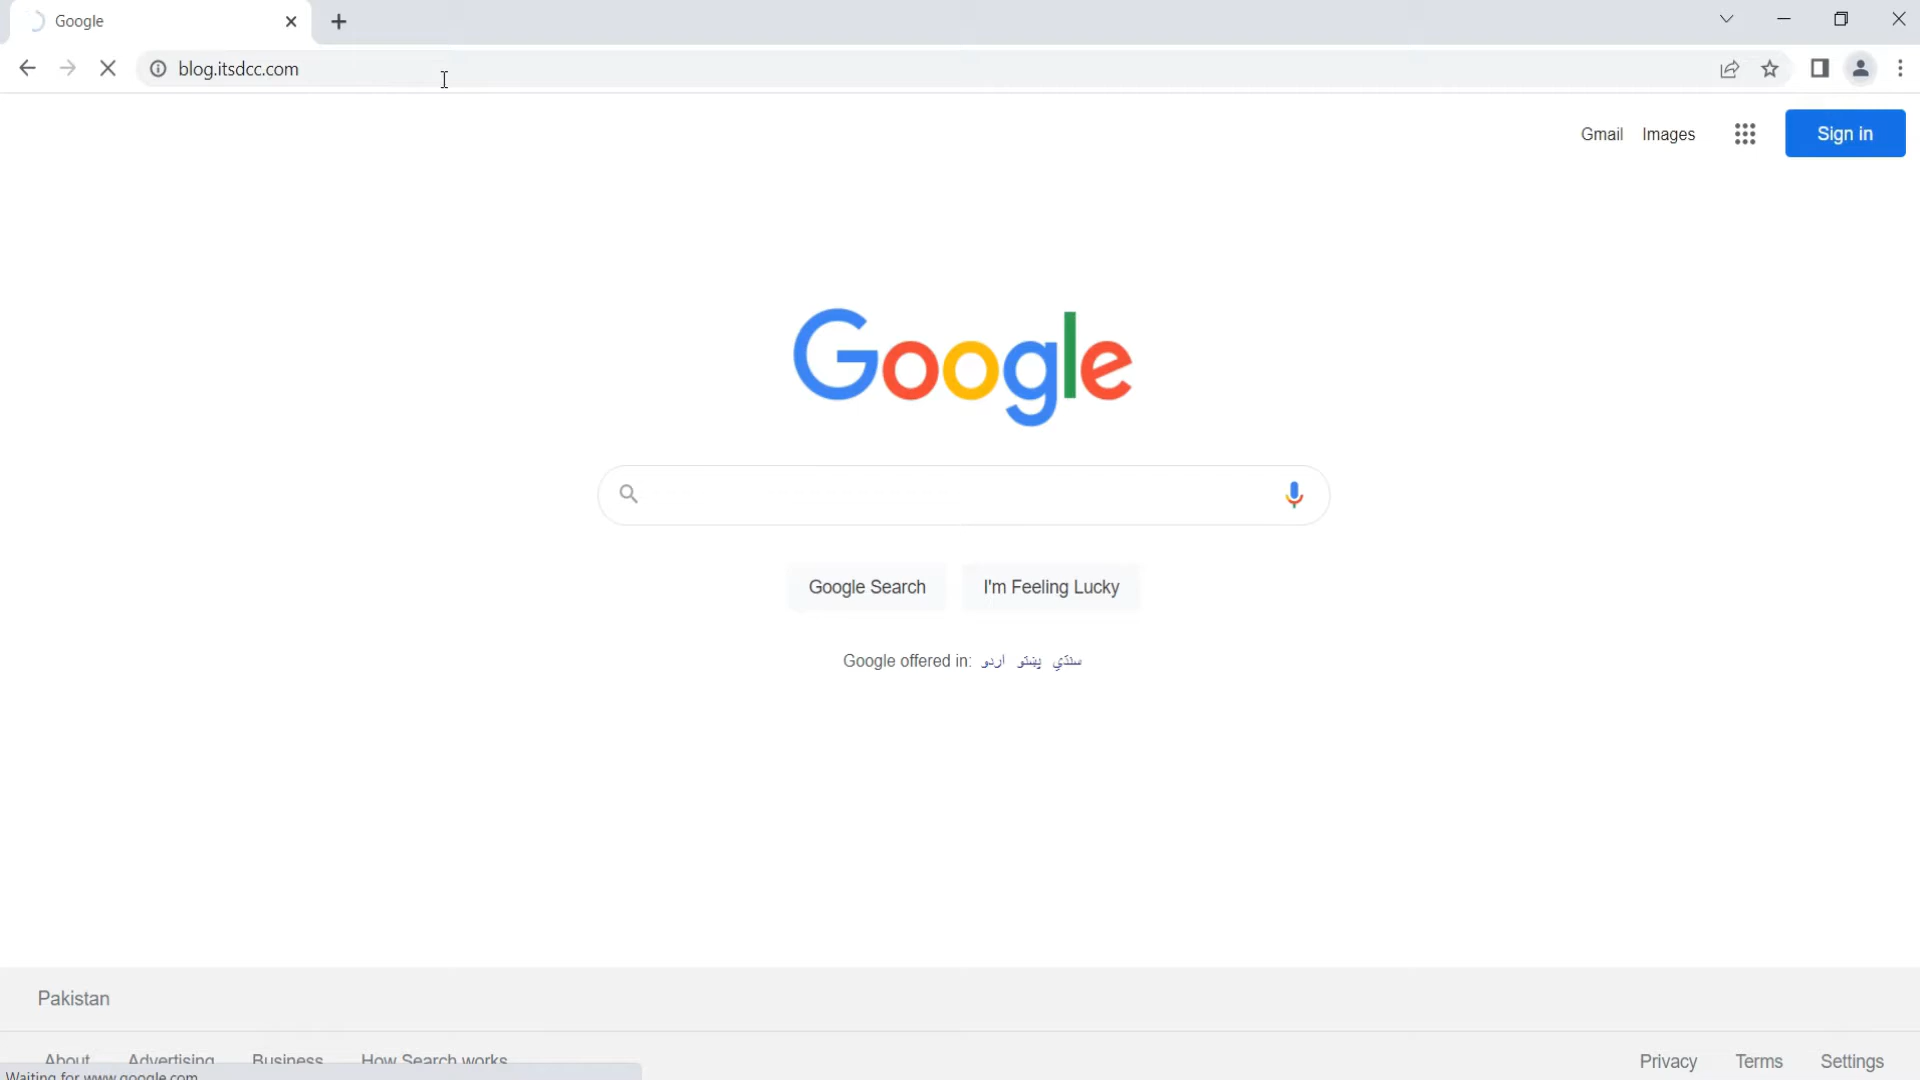 Google
blog.itsdcc.com
Gmail Images Sign in
Google
Google Search I'm Feeling Lucky
Google offered in: اردو پښتو سنڌي
Pakistan
About Advertising Business How Search works Privacy Terms Settings
Waiting for www.google.com